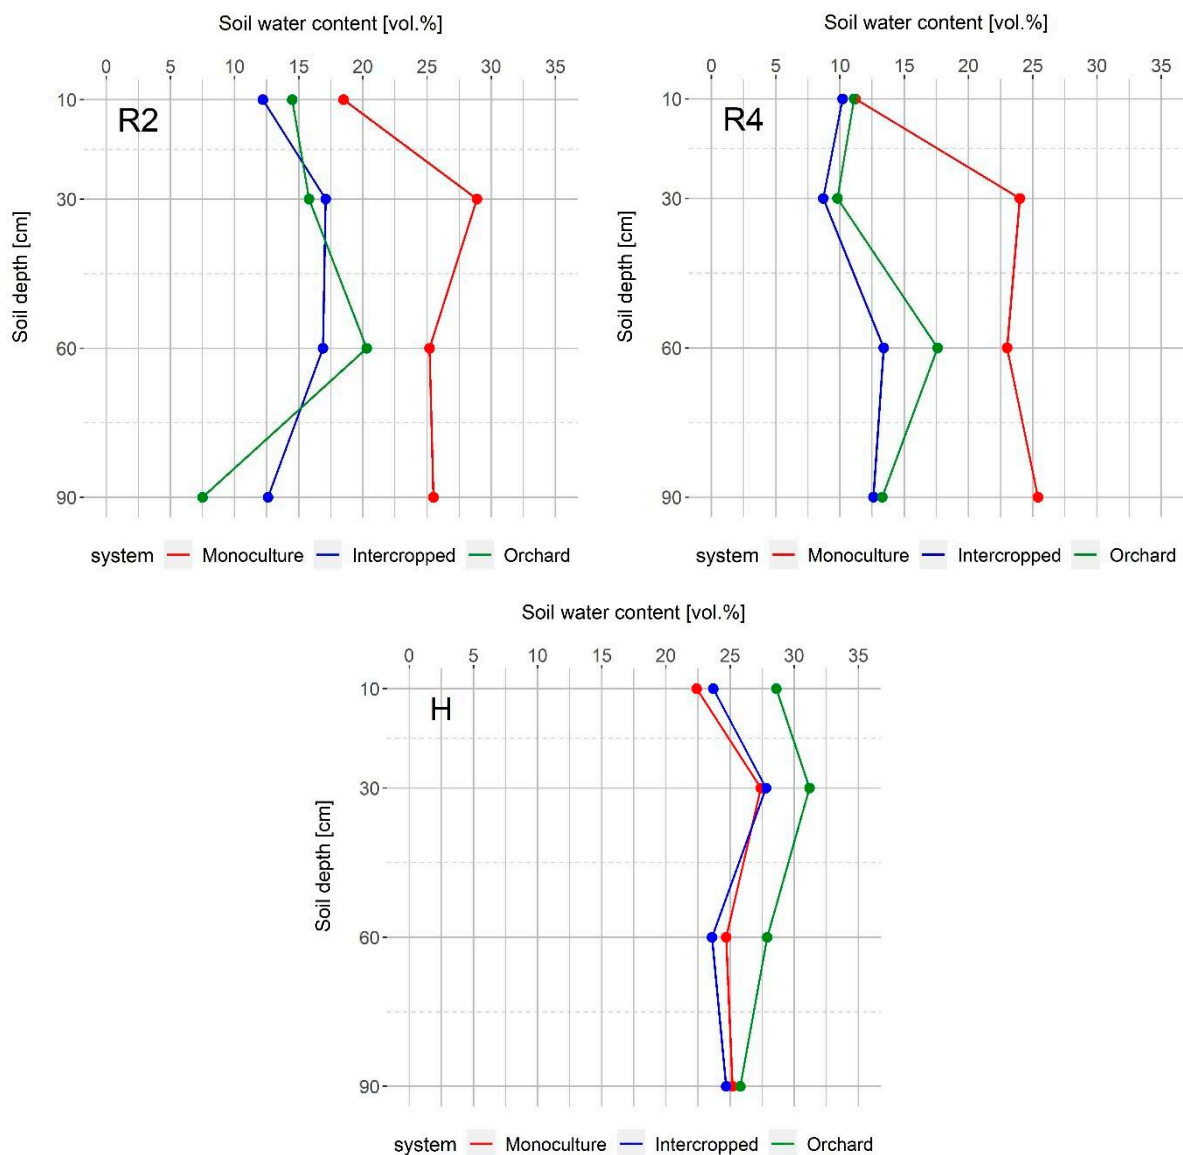 Soil water content [vol.%]
0 5 10 15 20 25 30 35
R2
10
30
60
90
Soil depth [cm]
system Monoculture Intercropped Orchard
Soil water content [vol.%]
0 5 10 15 20 25 30 35
R4
10
30
60
90
Soil depth [cm]
system Monoculture Intercropped Orchard
Soil water content [vol.%]
0 5 10 15 20 25 30 35
H
10
30
60
90
Soil depth [cm]
system Monoculture Intercropped Orchard